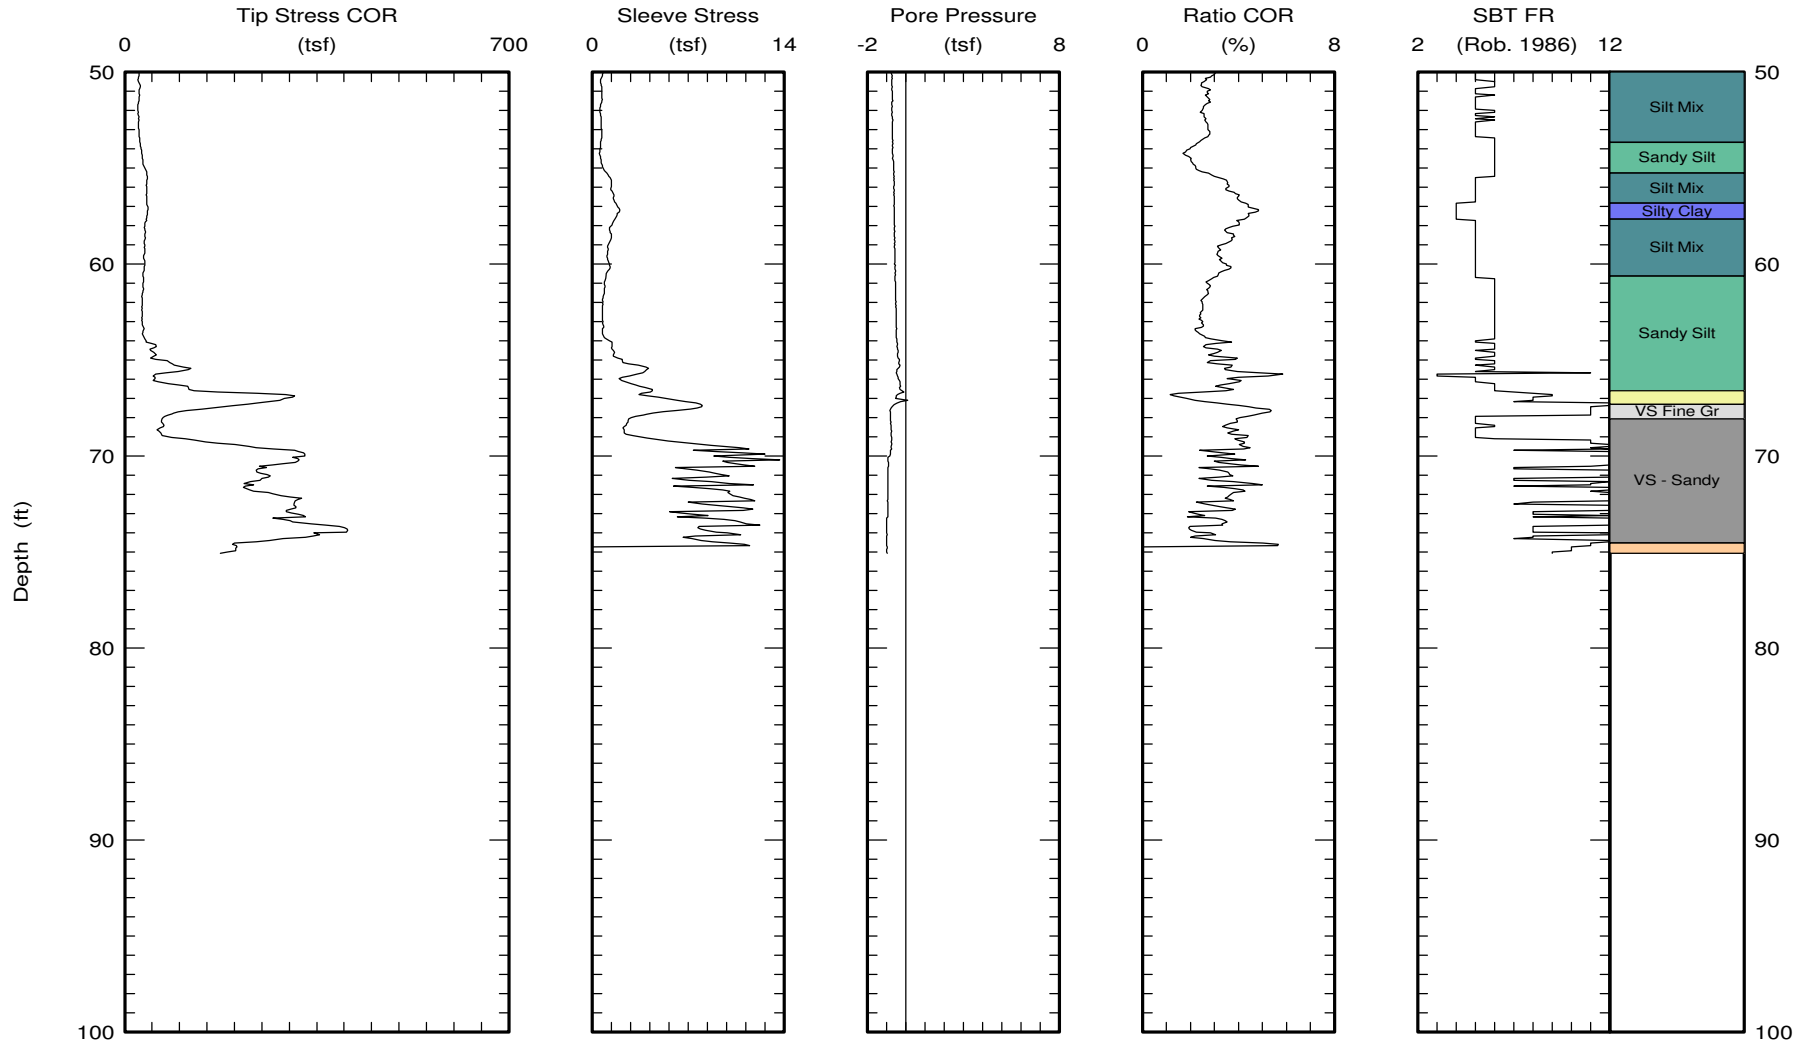 Tip Stress COR Sleeve Stress Pore Pressure Ratio COR SBT FR
0 (tsf) 700 0 (tsf) 14 -2 (tsf) 8 0 (%) 8 2 (Rob. 1986) 12
50 50
Silt Mix
Sandy Silt
Silt Mix
Silty Clay
Silt Mix
60 60
Sandy Silt
VS Fine Gr
70 70
VS - Sandy
Depth (ft)
80 80
90 90
100 100